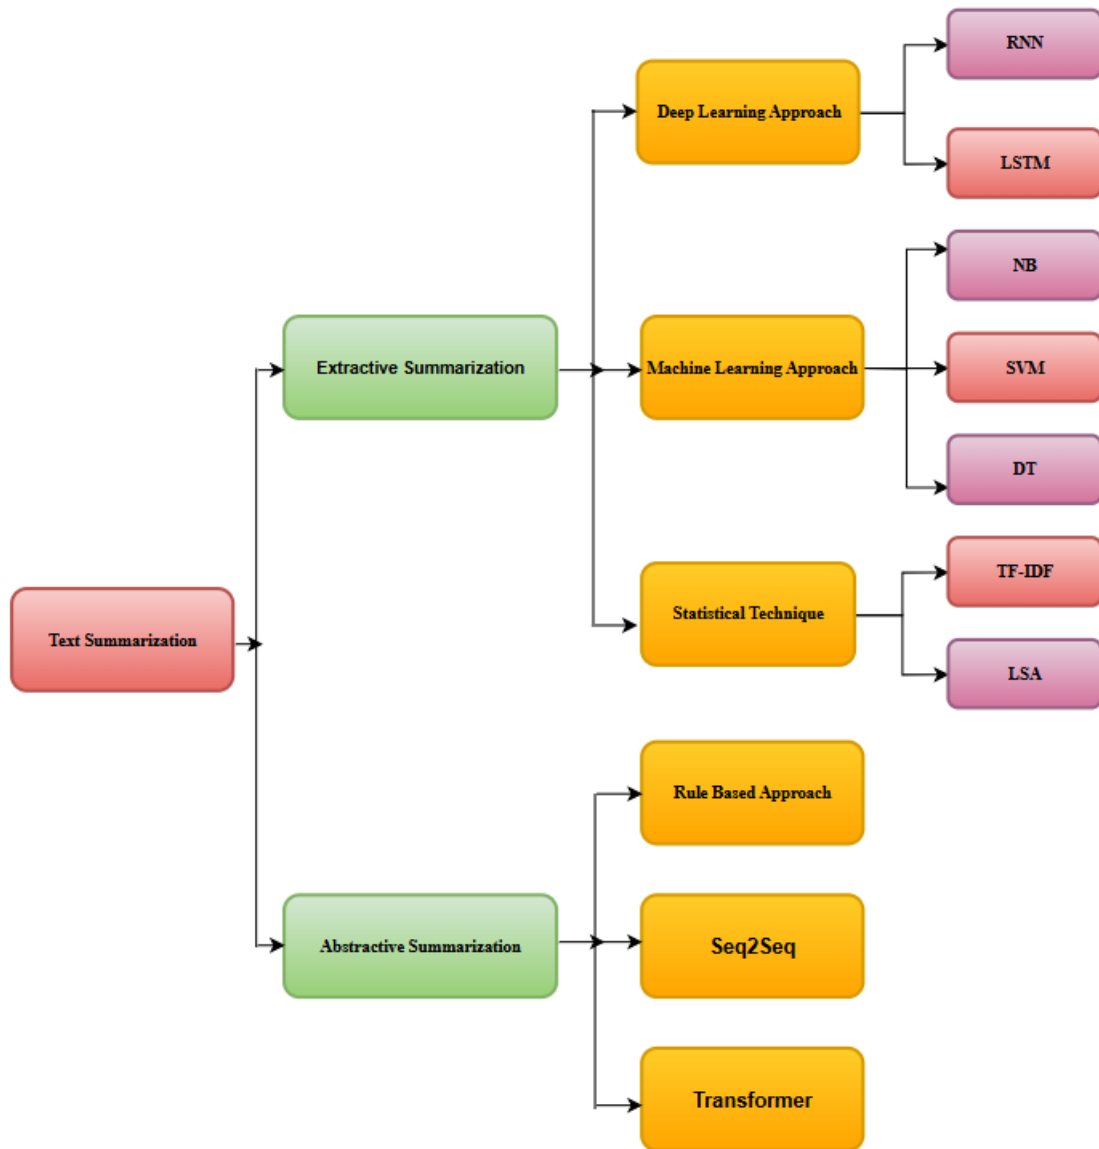 Text Summarization
Extractive Summarization
Deep Learning Approach
RNN
LSTM
Machine Learning Approach
NB
SVM
DT
Statistical Technique
TF-IDF
LSA
Abstractive Summarization
Rule Based Approach
Seq2Seq
Transformer